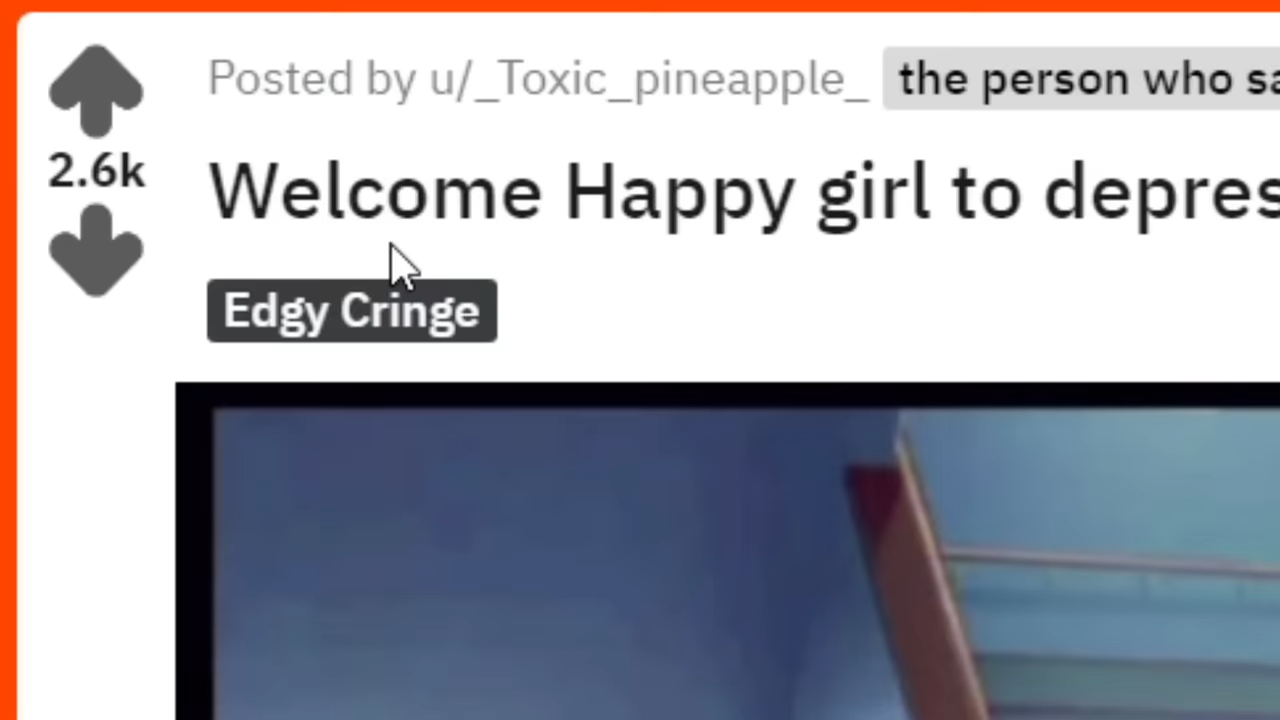 Posted by u/_Toxic_pineapple_ the person who sa
2.6k
Welcome Happy girl to depres
Edgy Cringe